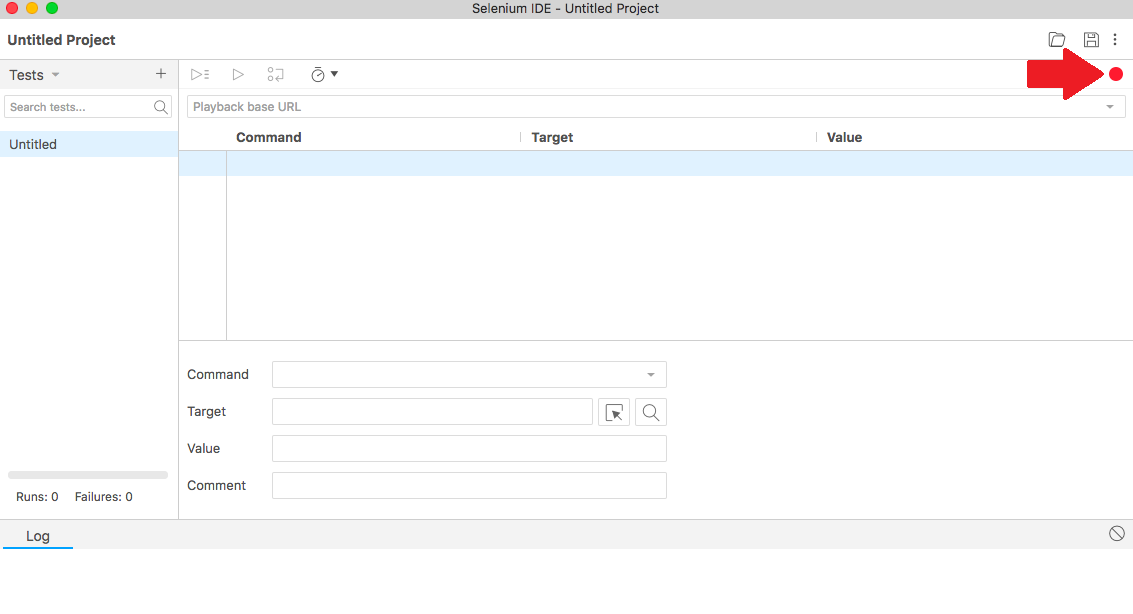 Selenium IDE - Untitled Project
Untitled Project
Tests
Search tests...
Untitled
Runs: 0 Failures: 0
Playback base URL
Command Target Value
Command
Target
Value
Comment
Log